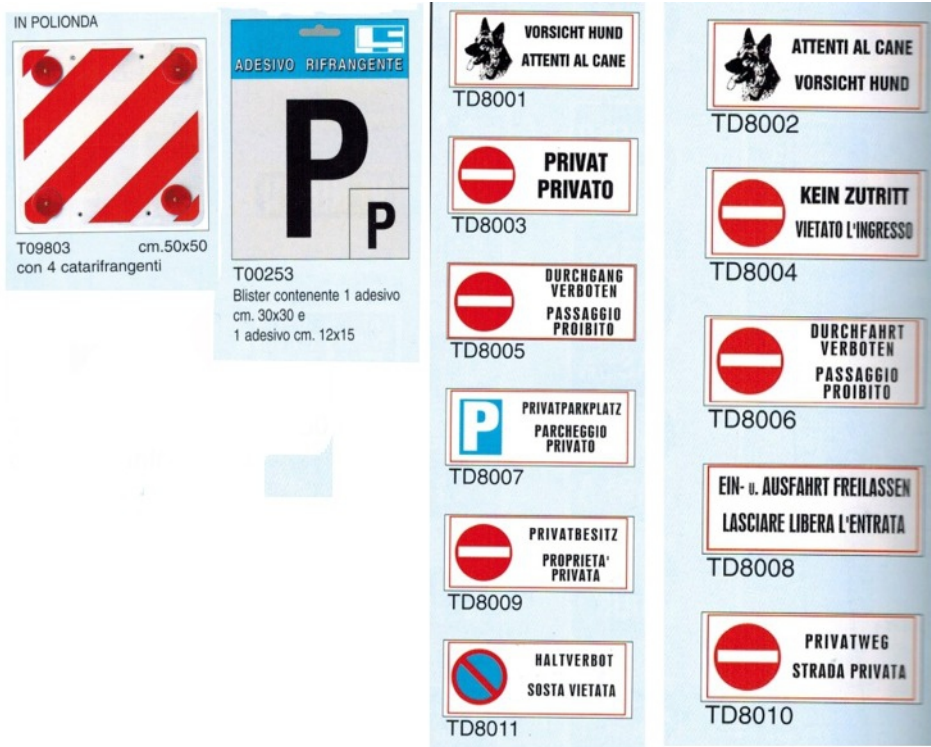 IN POLIONDA
T09803 cm.50x50
con 4 catarifrangenti
ADESIVO RIFRANGENTE
P
P
T00253
Blister contenente 1 adesivo
cm. 30x30 e
1 adesivo cm. 12x15
VORSICHT HUND
ATTENTI AL CANE
TD8001
PRIVAT
PRIVATO
TD8003
DURCHGANG
VERBOTEN
PASSAGGIO
PROIBITO
TD8005
P
PRIVATPARKPLATZ
PARCHEGGIO
PRIVATO
TD8007
PRIVATBESITZ
PROPRIETA'
PRIVATA
TD8009
HALTVERBOT
SOSTA VIETATA
TD8011
ATTENTI AL CANE
VORSICHT HUND
TD8002
KEIN ZUTRITT
VIETATO L'INGRESSO
TD8004
DURCHFAHRT
VERBOTEN
PASSAGGIO
PROIBITO
TD8006
EIN- u. AUSFAHRT FREILASSEN
LASCIARE LIBERA L'ENTRATA
TD8008
PRIVATWEG
STRADA PRIVATA
TD8010